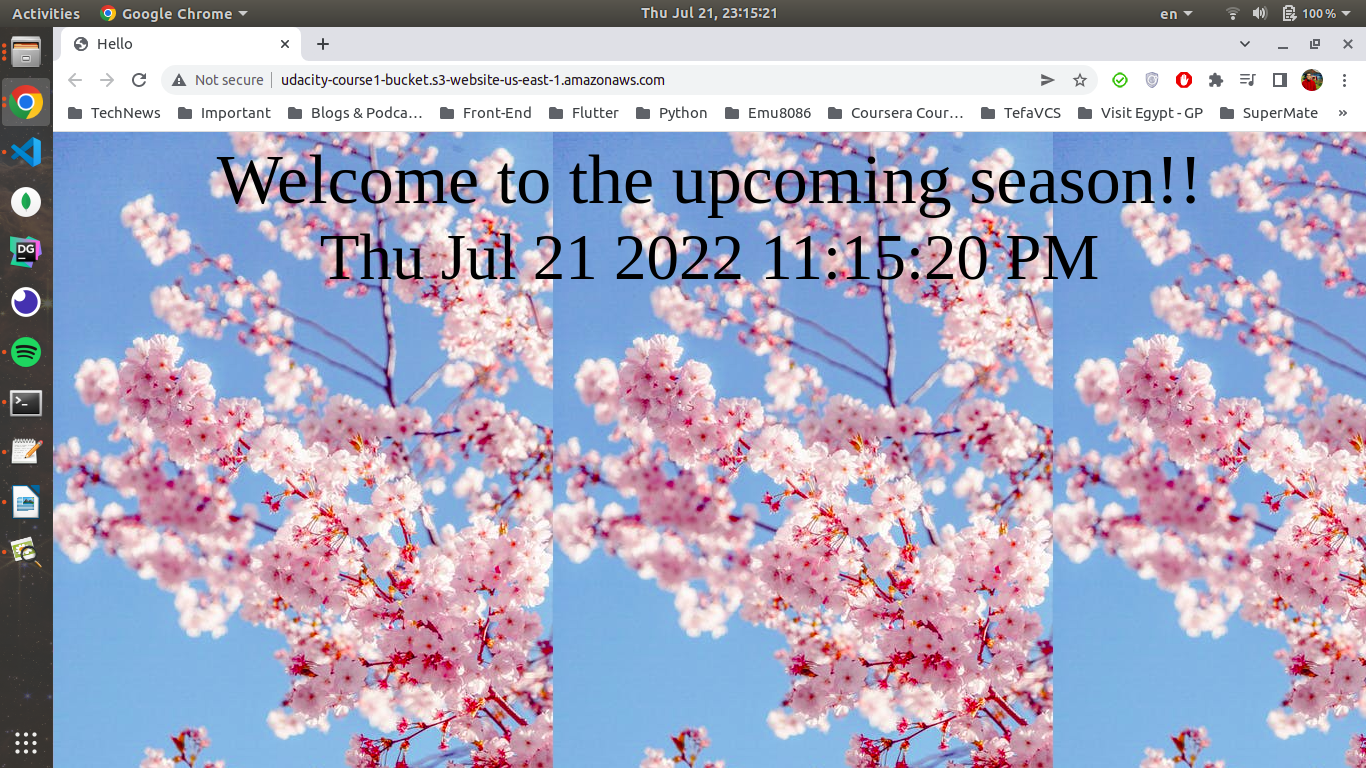 Activities Google Chrome Thu Jul 21, 23:15:21 en 100 %
Hello
Not secure udacity-course1-bucket.s3-website-us-east-1.amazonaws.com
TechNews Important Blogs & Podca… Front-End Flutter Python Emu8086 Coursera Cour… TefaVCS Visit Egypt - GP SuperMate »
DG
Welcome to the upcoming season!!
Thu Jul 21 2022 11:15:20 PM